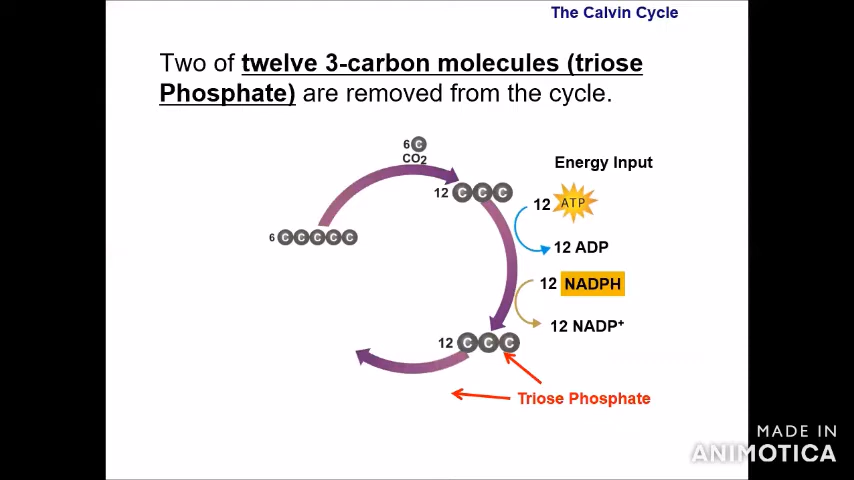 The Calvin Cycle
Two of twelve 3-carbon molecules (triose
Phosphate) are removed from the cycle.
6 C
CO2
Energy Input
12 C C C
12 ATP
6 C C C C C
12 ADP
12 NADPH
12 NADP+
12 C C C
Triose Phosphate
MADE IN
ANIMOTICA